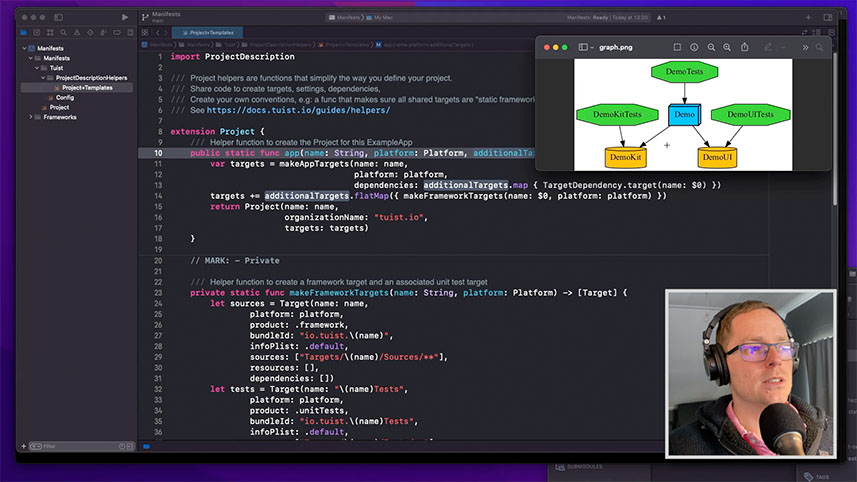 Manifests
main
Manifests
My Mac
Manifests: Ready | Today at 12:20
1
Project+Templates
Manifests
Manifests
Tuist
ProjectDescriptionHelpers
Project+Templates
app(name:platform:additionalTargets:)
Manifests
Manifests
Tuist
ProjectDescriptionHelpers
Project+Templates
Config
Project
Frameworks
Filter
1 import ProjectDescription
2
3 /// Project helpers are functions that simplify the way you define your project.
4 /// Share code to create targets, settings, dependencies,
5 /// Create your own conventions, e.g: a func that makes sure all shared targets are "static framework
6 /// See https://docs.tuist.io/guides/helpers/
7
8 extension Project {
9 /// Helper function to create the Project for this ExampleApp
10 public static func app(name: String, platform: Platform, additionalTa
11 var targets = makeAppTargets(name: name,
12 platform: platform,
13 dependencies: additionalTargets.map { TargetDependency.target(name: $0) })
14 targets += additionalTargets.flatMap({ makeFrameworkTargets(name: $0, platform: platform) })
15 return Project(name: name,
16 organizationName: "tuist.io",
17 targets: targets)
18 }
19
20 // MARK: - Private
21
22 /// Helper function to create a framework target and an associated unit test target
23 private static func makeFrameworkTargets(name: String, platform: Platform) -> [Target] {
24 let sources = Target(name: name,
25 platform: platform,
26 product: .framework,
27 bundleId: "io.tuist.\(name)",
28 infoPlist: .default,
29 sources: ["Targets/\(name)/Sources/**"],
30 resources: [],
31 dependencies: [])
32 let tests = Target(name: "\(name)Tests",
33 platform: platform,
34 product: .unitTests,
35 bundleId: "io.tuist.\(name)Tests",
36 infoPlist: .default,
graph.png
DemoTests
DemoKitTests
Demo
DemoUITests
DemoKit
DemoUI
SUBMODULES
TAGS